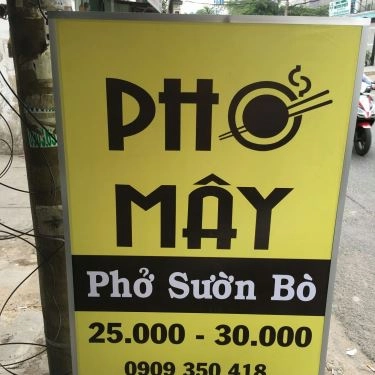 PHỞ
MÂY
Phở Sườn Bò
25.000 - 30.000
0909 350 418